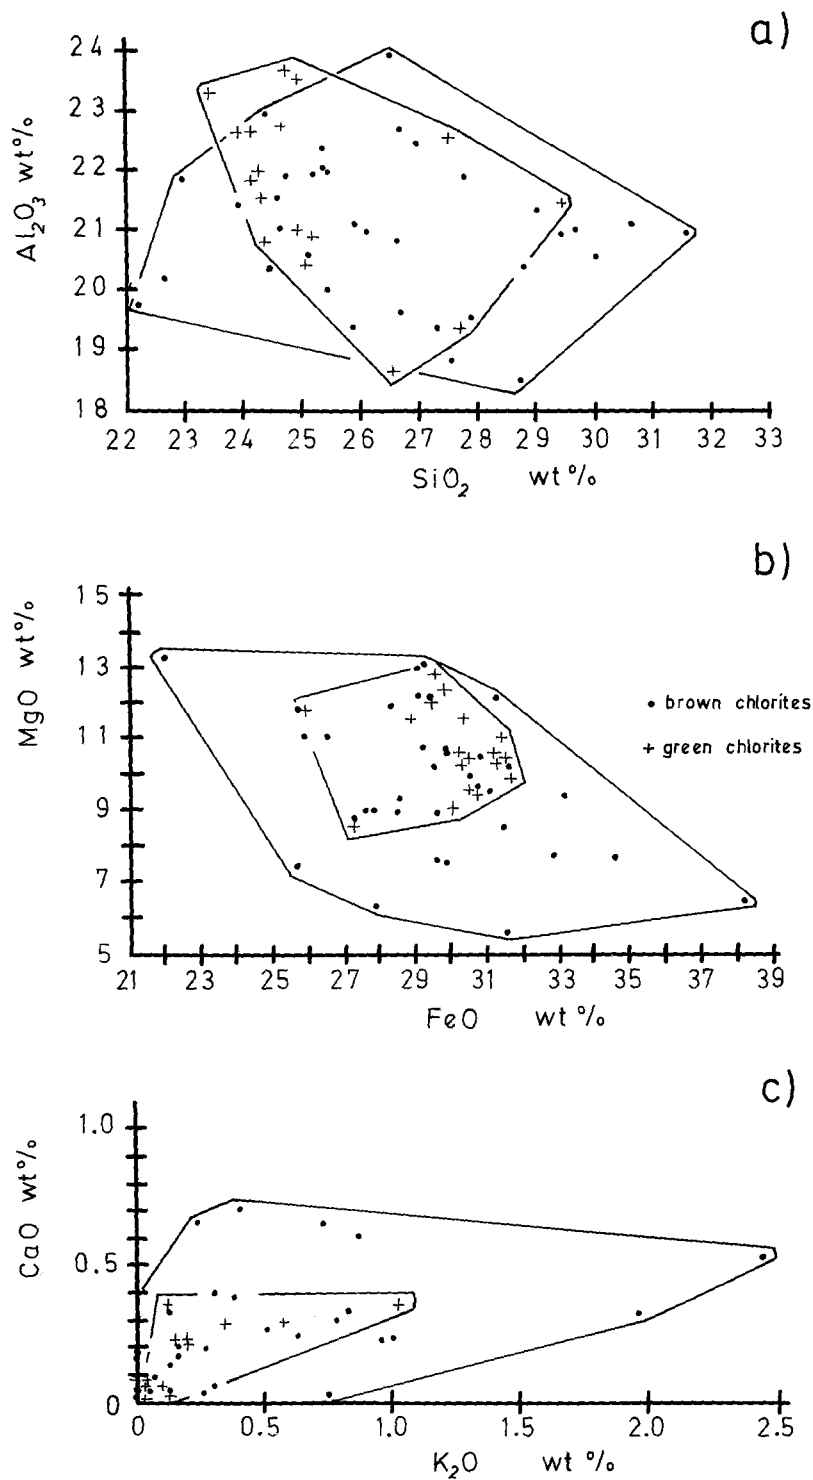 a)
24
23
22
21
20
19
18
Al₂O₃ wt%
22 23 24 25 26 27 28 29 30 31 32 33
SiO₂ wt%
b)
15
13
11
9
7
5
MgO wt%
• brown chlorites
+ green chlorites
21 23 25 27 29 31 33 35 37 39
FeO wt%
c)
1.0
0.5
0
CaO wt%
0 0.5 1.0 1.5 2.0 2.5
K₂O wt%